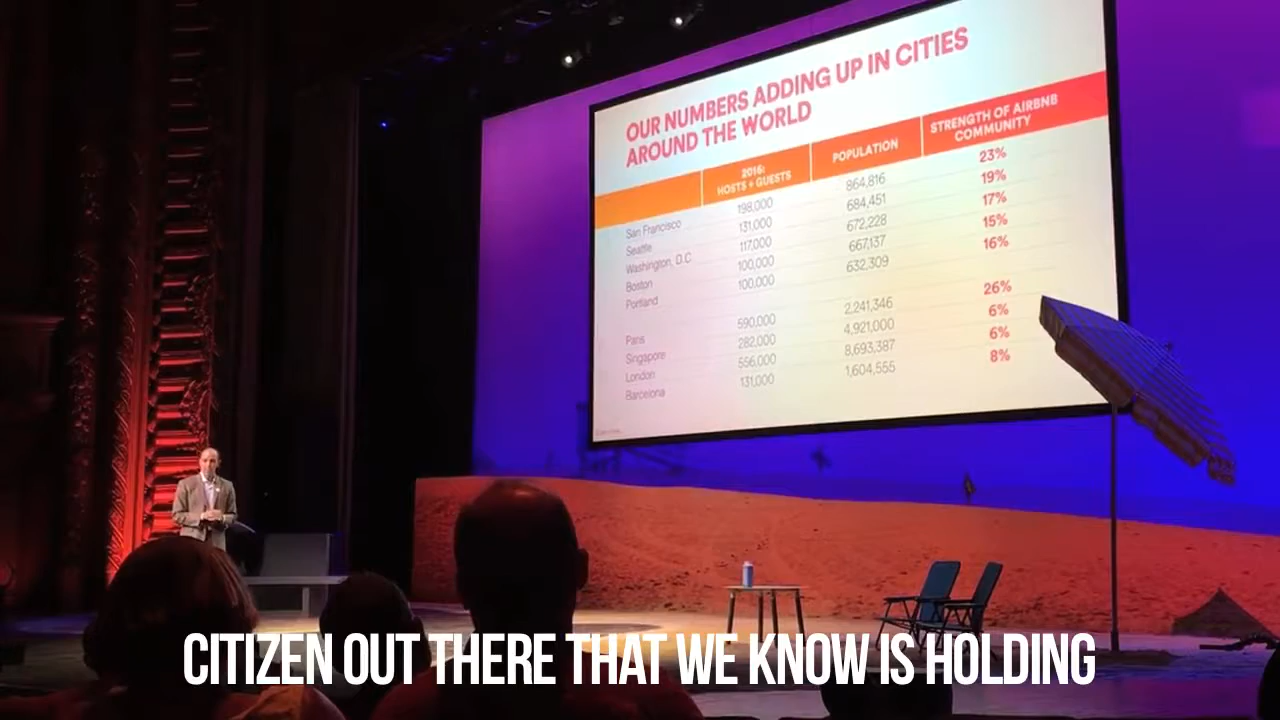 OUR NUMBERS ADDING UP IN CITIES
AROUND THE WORLD
2016:
HOSTS + GUESTS
POPULATION
STRENGTH OF AIRBNB
COMMUNITY
San Francisco 198,000 864,816 23%
Seattle 131,000 684,451 19%
Washington, D.C 117,000 672,228 17%
Boston 100,000 667,137 15%
Portland 100,000 632,309 16%
Paris 590,000 2,241,346 26%
Singapore 282,000 4,921,000 6%
London 556,000 8,693,387 6%
Barcelona 131,000 1,604,555 8%
CITIZEN OUT THERE THAT WE KNOW IS HOLDING